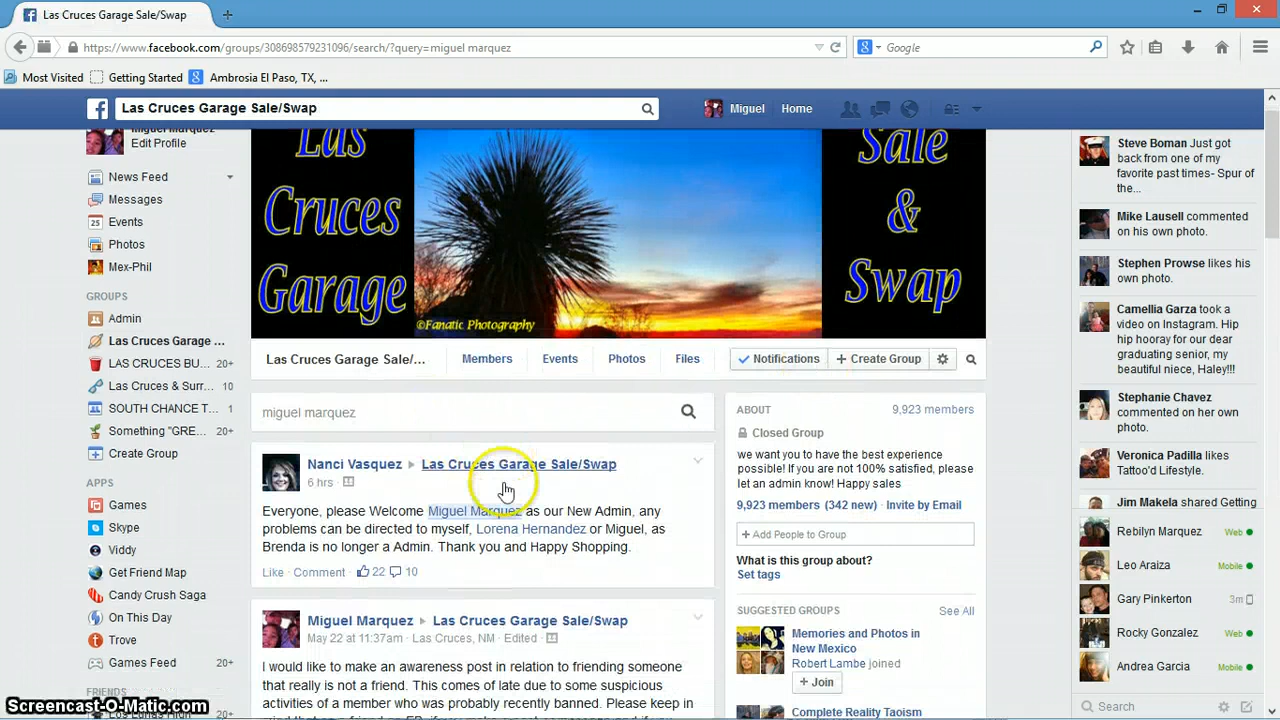 Las Cruces Garage Sale/Swap
https://www.facebook.com/groups/308698579231096/search/?query=miguel marquez
Google
Most Visited
Getting Started
Ambrosia El Paso, TX, ...
Las Cruces Garage Sale/Swap
Miguel
Home
Miguel Marquez
Edit Profile
News Feed
Messages
Events
Photos
Mex-Phil
GROUPS
Admin
Las Cruces Garage ...
LAS CRUCES BU... 20+
Las Cruces & Surr... 10
SOUTH CHANCE T... 1
Something "GRE... 20+
Create Group
APPS
Games
Skype
Viddy
Get Friend Map
Candy Crush Saga
On This Day
Trove
Games Feed 20+
FRIENDS
Los Lunas High
20+
Las
Cruces
Garage
©Fanatic Photography
Sale
&
Swap
Las Cruces Garage Sale/...
Members
Events
Photos
Files
Notifications
Create Group
miguel marquez
Nanci Vasquez ▸ Las Cruces Garage Sale/Swap
6 hrs
Everyone, please Welcome Miguel Marquez as our New Admin, any
problems can be directed to myself, Lorena Hernandez or Miguel, as
Brenda is no longer a Admin. Thank you and Happy Shopping.
Like · Comment · 22 10
Miguel Marquez ▸ Las Cruces Garage Sale/Swap
May 22 at 11:37am · Las Cruces, NM · Edited ·
I would like to make an awareness post in relation to friending someone
that really is not a friend. This comes of late due to some suspicious
activities of a member who was probably recently banned. Please keep in
ABOUT
9,923 members
Closed Group
we want you to have the best experience
possible! If you are not 100% satisfied, please
let an admin know! Happy sales
9,923 members (342 new) · Invite by Email
+ Add People to Group
What is this group about?
Set tags
SUGGESTED GROUPS
See All
Memories and Photos in
New Mexico
Robert Lambe joined
+ Join
Complete Reality Taoism
Steve Boman Just got
back from one of my
favorite past times- Spur of
the...
Mike Lausell commented
on his own photo.
Stephen Prowse likes his
own photo.
Camellia Garza took a
video on Instagram. Hip
hip hooray for our dear
graduating senior, my
beautiful niece, Haley!!!
Stephanie Chavez
commented on her own
photo.
Veronica Padilla likes
Tattoo'd Lifestyle.
Jim Makela shared Getting
Rebilyn Marquez Web
Leo Araiza Mobile
Gary Pinkerton 3m
Rocky Gonzalez Web
Andrea Garcia Mobile
Search
Screencast-O-Matic.com